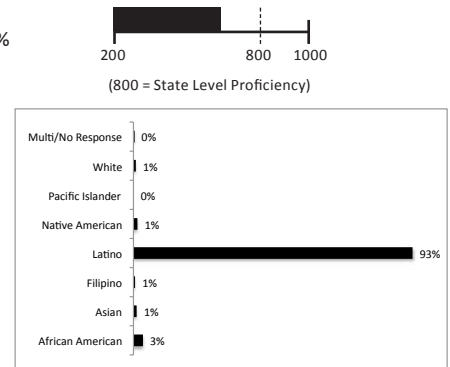 %
200 800 1000
(800 = State Level Proficiency)
Multi/No Response 0%
White 1%
Pacific Islander 0%
Native American 1%
Latino 93%
Filipino 1%
Asian 1%
African American 3%